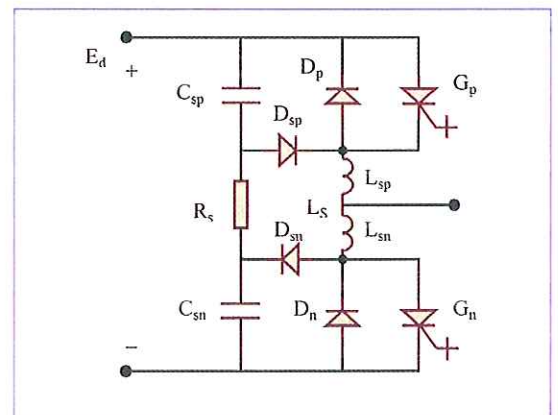 E_d
+
C_sp
D_p
G_p
D_sp
L_sp
R_s
L_S
L_sn
D_sn
C_sn
D_n
G_n
−